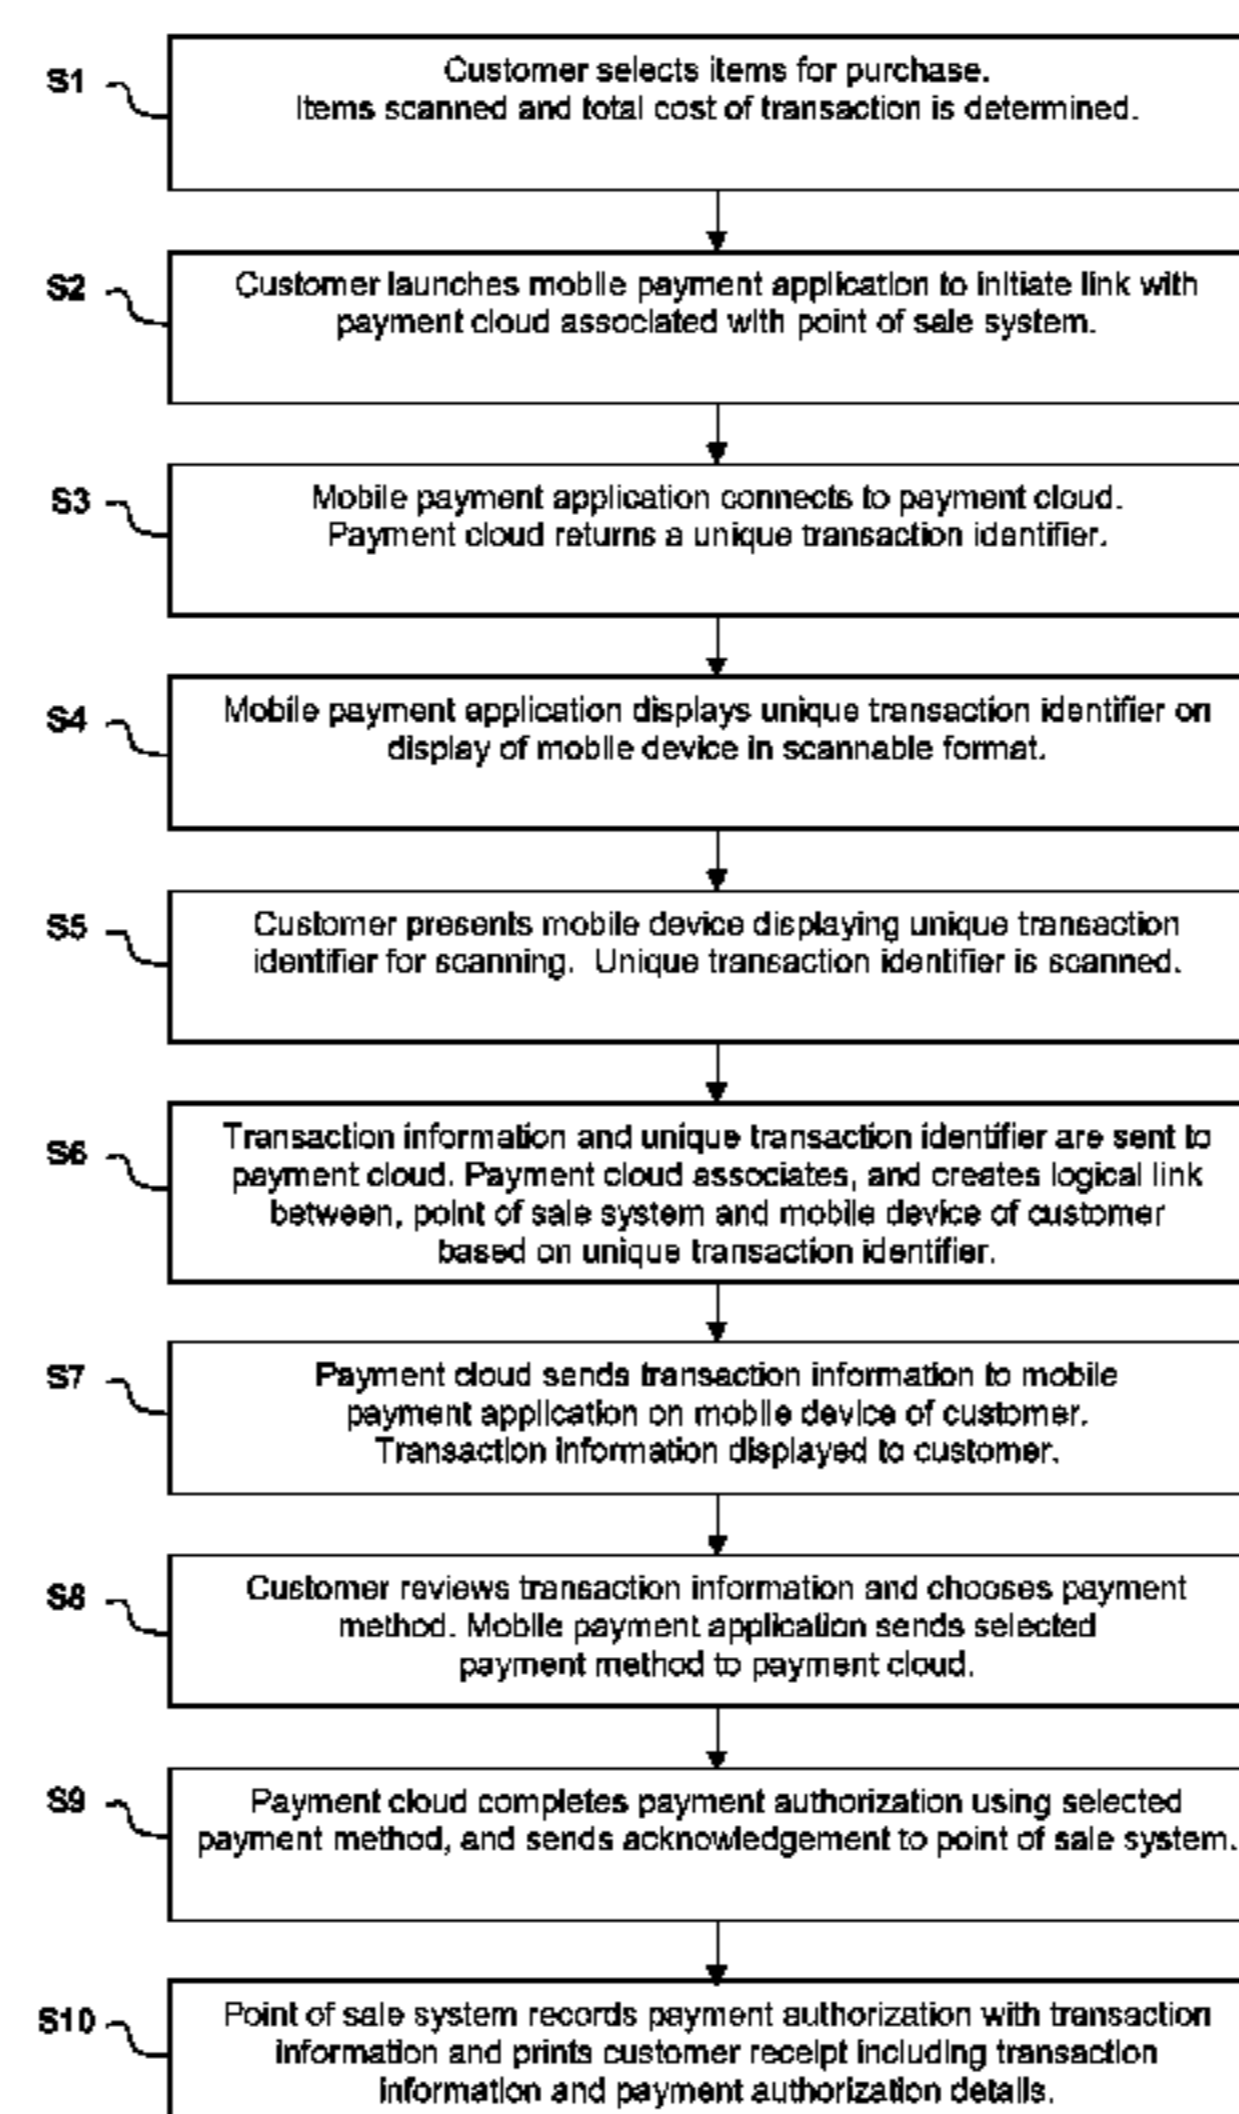 S1
Customer selects items for purchase.
Items scanned and total cost of transaction is determined.
S2
Customer launches mobile payment application to initiate link with
payment cloud associated with point of sale system.
S3
Mobile payment application connects to payment cloud.
Payment cloud returns a unique transaction identifier.
S4
Mobile payment application displays unique transaction identifier on
display of mobile device in scannable format.
S5
Customer presents mobile device displaying unique transaction
identifier for scanning. Unique transaction identifier is scanned.
S6
Transaction information and unique transaction identifier are sent to
payment cloud. Payment cloud associates, and creates logical link
between, point of sale system and mobile device of customer
based on unique transaction identifier.
S7
Payment cloud sends transaction information to mobile
payment application on mobile device of customer.
Transaction information displayed to customer.
S8
Customer reviews transaction information and chooses payment
method. Mobile payment application sends selected
payment method to payment cloud.
S9
Payment cloud completes payment authorization using selected
payment method, and sends acknowledgement to point of sale system.
S10
Point of sale system records payment authorization with transaction
information and prints customer receipt including transaction
information and payment authorization details.